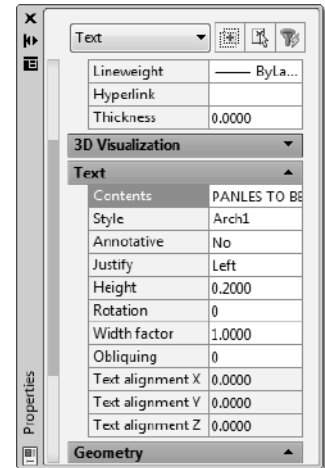 Text
Lineweight ByLa...
Hyperlink
Thickness 0.0000
3D Visualization
Text
Contents PANLES TO BE
Style Arch1
Annotative No
Justify Left
Height 0.2000
Rotation 0
Width factor 1.0000
Obliquing 0
Text alignment X 0.0000
Text alignment Y 0.0000
Text alignment Z 0.0000
Geometry
Properties